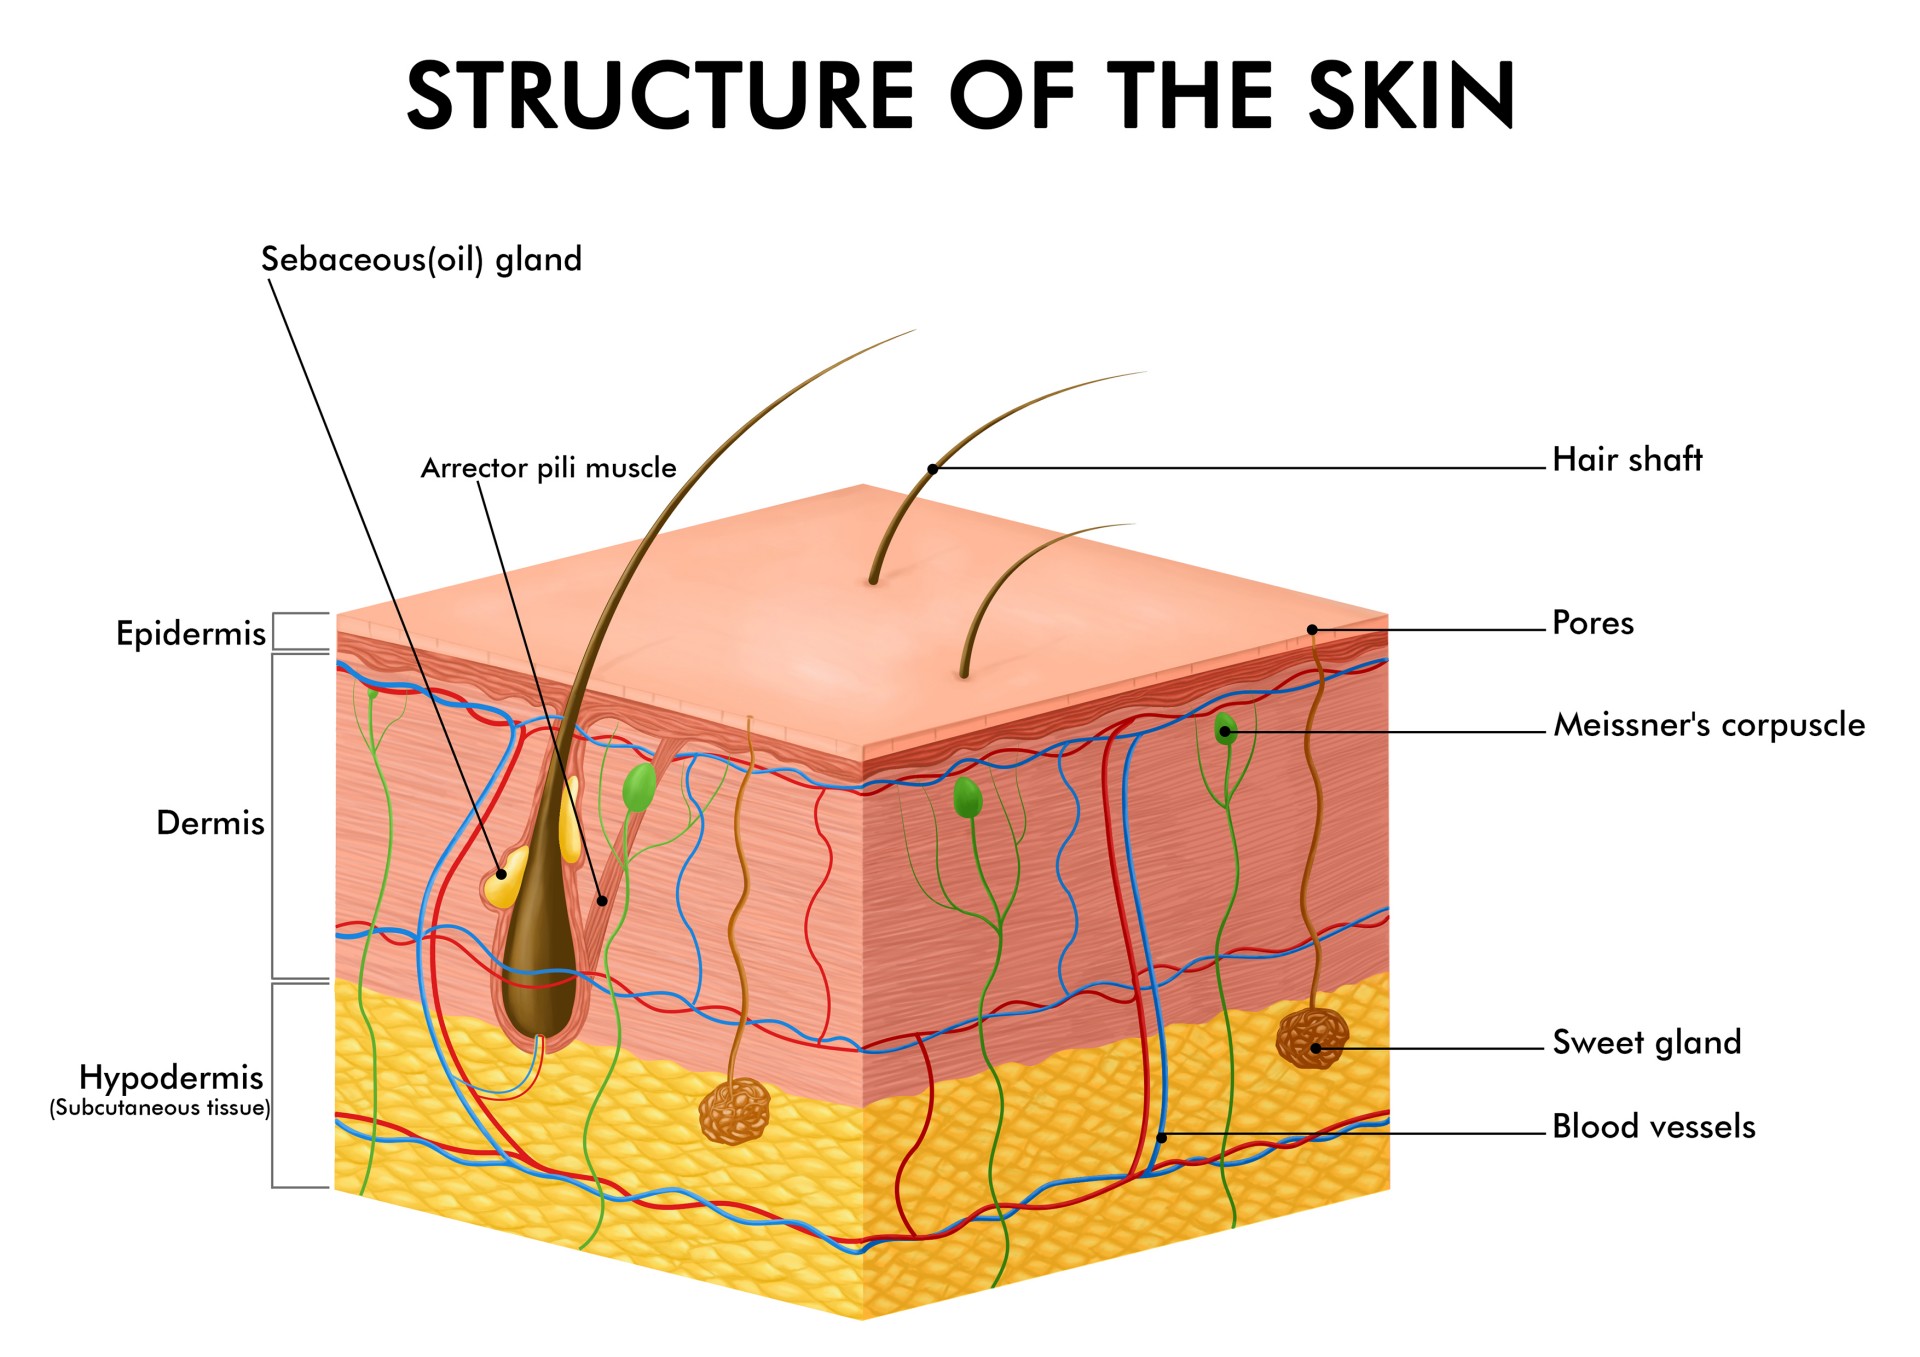 STRUCTURE OF THE SKIN
Sebaceous(oil) gland
Arrector pili muscle
Hair shaft
Epidermis
Pores
Meissner's corpuscle
Dermis
Sweet gland
Hypodermis
(Subcutaneous tissue)
Blood vessels